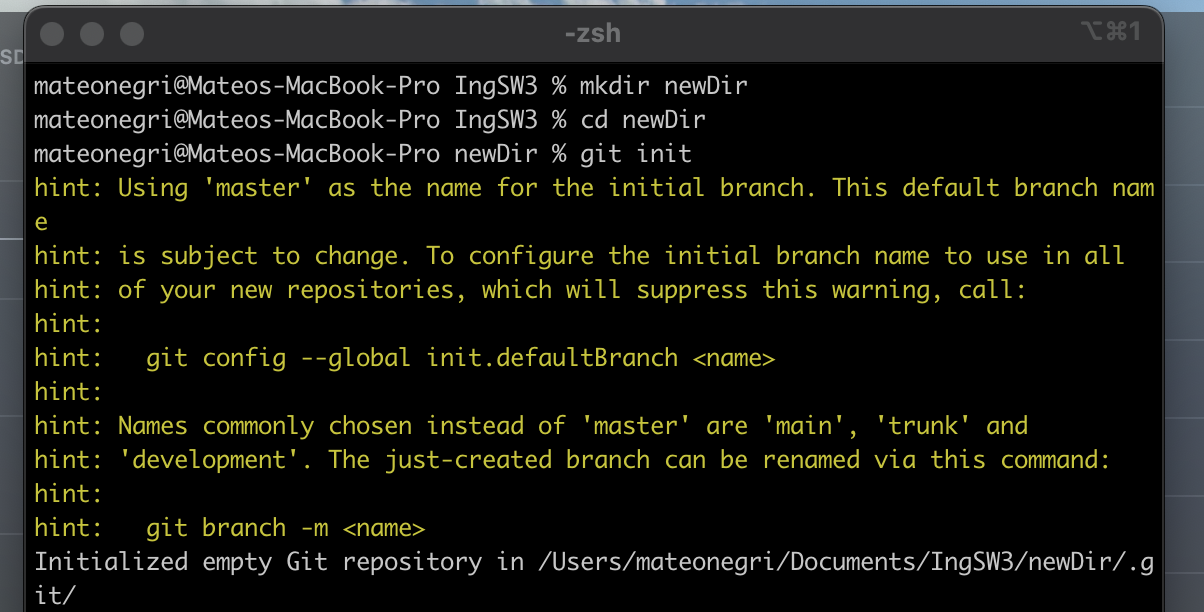 -zsh
⌥⌘1
SD
mateonegri@Mateos-MacBook-Pro IngSW3 % mkdir newDir
mateonegri@Mateos-MacBook-Pro IngSW3 % cd newDir
mateonegri@Mateos-MacBook-Pro newDir % git init
hint: Using 'master' as the name for the initial branch. This default branch nam
e
hint: is subject to change. To configure the initial branch name to use in all
hint: of your new repositories, which will suppress this warning, call:
hint:
hint:   git config --global init.defaultBranch <name>
hint:
hint: Names commonly chosen instead of 'master' are 'main', 'trunk' and
hint: 'development'. The just-created branch can be renamed via this command:
hint:
hint:   git branch -m <name>
Initialized empty Git repository in /Users/mateonegri/Documents/IngSW3/newDir/.g
it/